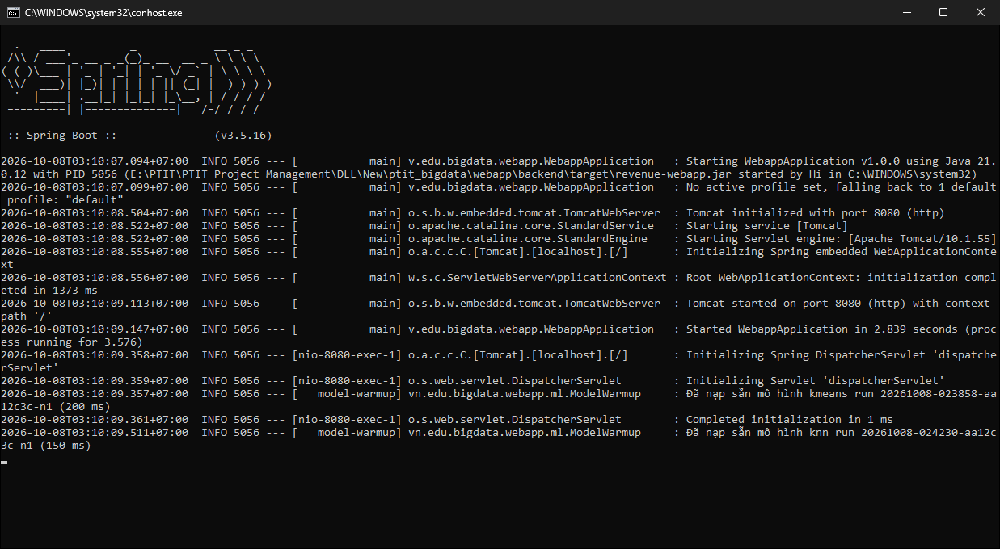 C:\WINDOWS\system32\conhost.exe
  .   ____          _            __ _ _
 /\\ / ___'_ __ _ _(_)_ __  __ _ \ \ \ \
( ( )\___ | '_ | '_| | '_ \/ _` | \ \ \ \
 \\/  ___)| |_)| | | | | || (_| |  ) ) ) )
  '  |____| .__|_| |_|_| |_\__, | / / / /
 =========|_|==============|___/=/_/_/_/
 :: Spring Boot ::               (v3.5.16)
2026-10-08T03:10:07.094+07:00  INFO 5056 --- [           main] v.edu.bigdata.webapp.WebappApplication   : Starting WebappApplication v1.0.0 using Java 21.
0.12 with PID 5056 (E:\PTIT\PTIT Project Management\DLL\New\ptit_bigdata\webapp\backend\target\revenue-webapp.jar started by Hi in C:\WINDOWS\system32)
2026-10-08T03:10:07.099+07:00  INFO 5056 --- [           main] v.edu.bigdata.webapp.WebappApplication   : No active profile set, falling back to 1 default
 profile: "default"
2026-10-08T03:10:08.504+07:00  INFO 5056 --- [           main] o.s.b.w.embedded.tomcat.TomcatWebServer  : Tomcat initialized with port 8080 (http)
2026-10-08T03:10:08.522+07:00  INFO 5056 --- [           main] o.apache.catalina.core.StandardService   : Starting service [Tomcat]
2026-10-08T03:10:08.522+07:00  INFO 5056 --- [           main] o.apache.catalina.core.StandardEngine    : Starting Servlet engine: [Apache Tomcat/10.1.55]
2026-10-08T03:10:08.555+07:00  INFO 5056 --- [           main] o.a.c.c.C.[Tomcat].[localhost].[/]       : Initializing Spring embedded WebApplicationConte
xt
2026-10-08T03:10:08.556+07:00  INFO 5056 --- [           main] w.s.c.ServletWebServerApplicationContext : Root WebApplicationContext: initialization compl
eted in 1373 ms
2026-10-08T03:10:09.113+07:00  INFO 5056 --- [           main] o.s.b.w.embedded.tomcat.TomcatWebServer  : Tomcat started on port 8080 (http) with context 
path '/'
2026-10-08T03:10:09.147+07:00  INFO 5056 --- [           main] v.edu.bigdata.webapp.WebappApplication   : Started WebappApplication in 2.839 seconds (proc
ess running for 3.576)
2026-10-08T03:10:09.358+07:00  INFO 5056 --- [nio-8080-exec-1] o.a.c.c.C.[Tomcat].[localhost].[/]       : Initializing Spring DispatcherServlet 'dispatche
rServlet'
2026-10-08T03:10:09.359+07:00  INFO 5056 --- [nio-8080-exec-1] o.s.web.servlet.DispatcherServlet        : Initializing Servlet 'dispatcherServlet'
2026-10-08T03:10:09.357+07:00  INFO 5056 --- [   model-warmup] vn.edu.bigdata.webapp.ml.ModelWarmup     : Đã nạp sẵn mô hình kmeans run 20261008-023858-aa
12c3c-n1 (200 ms)
2026-10-08T03:10:09.361+07:00  INFO 5056 --- [nio-8080-exec-1] o.s.web.servlet.DispatcherServlet        : Completed initialization in 1 ms
2026-10-08T03:10:09.511+07:00  INFO 5056 --- [   model-warmup] vn.edu.bigdata.webapp.ml.ModelWarmup     : Đã nạp sẵn mô hình knn run 20261008-024230-aa12c
3c-n1 (150 ms)